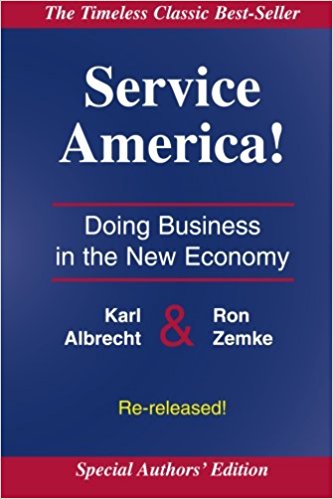 The Timeless Classic Best-Seller
Service
America!
Doing Business
in the New Economy
Karl
Albrecht
&
Ron
Zemke
Re-released!
Special Authors' Edition